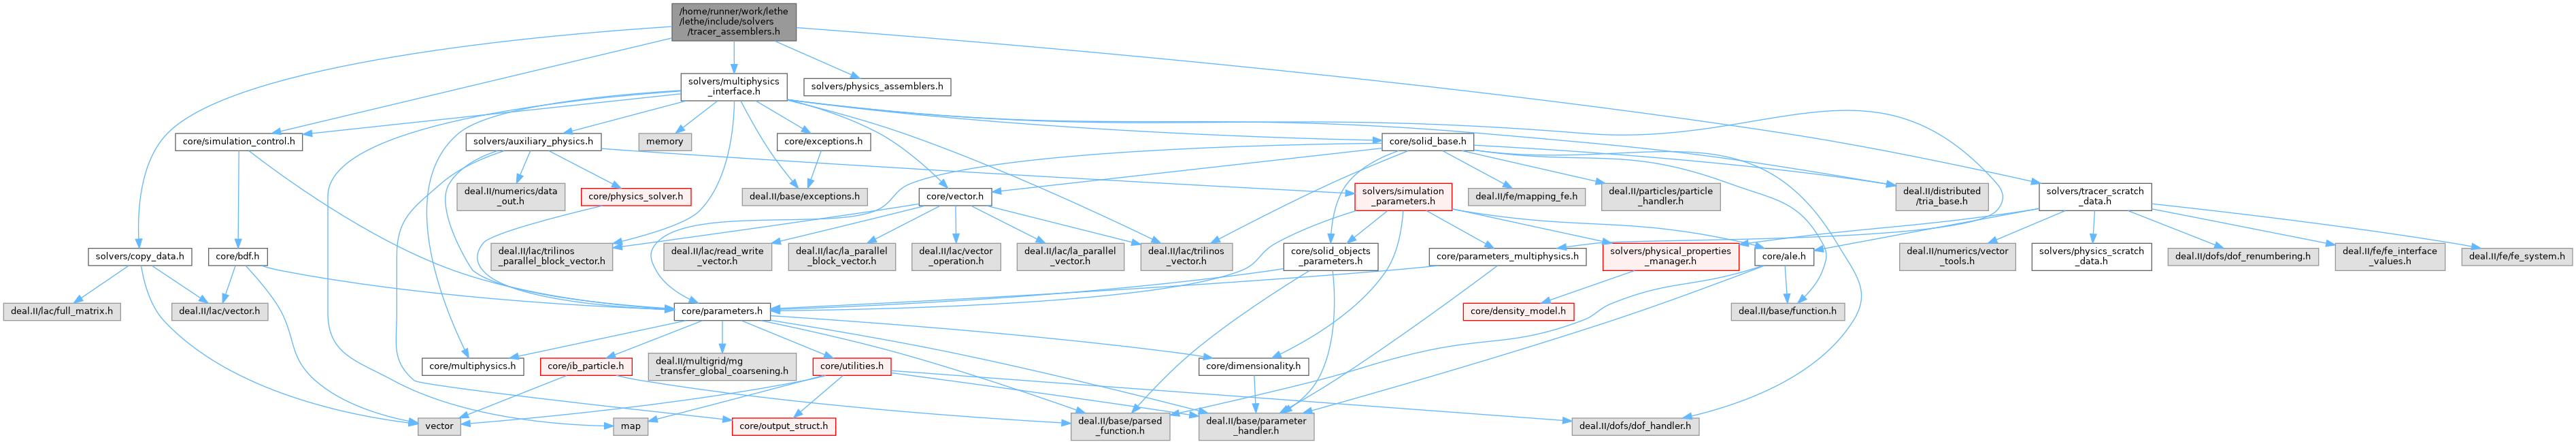 /home/runner/work/lethe
/lethe/include/solvers
/tracer_assemblers.h
solvers/multiphysics
_interface.h
solvers/physics_assemblers.h
core/simulation_control.h
solvers/auxiliary_physics.h
memory
core/exceptions.h
core/solid_base.h
deal.II/numerics/data
_out.h
core/physics_solver.h
deal.II/base/exceptions.h
core/vector.h
solvers/simulation
_parameters.h
deal.II/fe/mapping_fe.h
deal.II/particles/particle
_handler.h
deal.II/distributed
/tria_base.h
solvers/tracer_scratch
_data.h
solvers/copy_data.h
core/bdf.h
deal.II/lac/trilinos
_parallel_block_vector.h
deal.II/lac/read_write
_vector.h
deal.II/lac/la_parallel
_block_vector.h
deal.II/lac/vector
_operation.h
deal.II/lac/la_parallel
_vector.h
deal.II/lac/trilinos
_vector.h
core/solid_objects
_parameters.h
core/parameters_multiphysics.h
solvers/physical_properties
_manager.h
core/ale.h
deal.II/numerics/vector
_tools.h
solvers/physics_scratch
_data.h
deal.II/dofs/dof_renumbering.h
deal.II/fe/fe_interface
_values.h
deal.II/fe/fe_system.h
deal.II/lac/full_matrix.h
deal.II/lac/vector.h
core/parameters.h
core/density_model.h
deal.II/base/function.h
core/multiphysics.h
core/ib_particle.h
deal.II/multigrid/mg
_transfer_global_coarsening.h
core/utilities.h
core/dimensionality.h
vector
map
core/output_struct.h
deal.II/base/parsed
_function.h
deal.II/base/parameter
_handler.h
deal.II/dofs/dof_handler.h